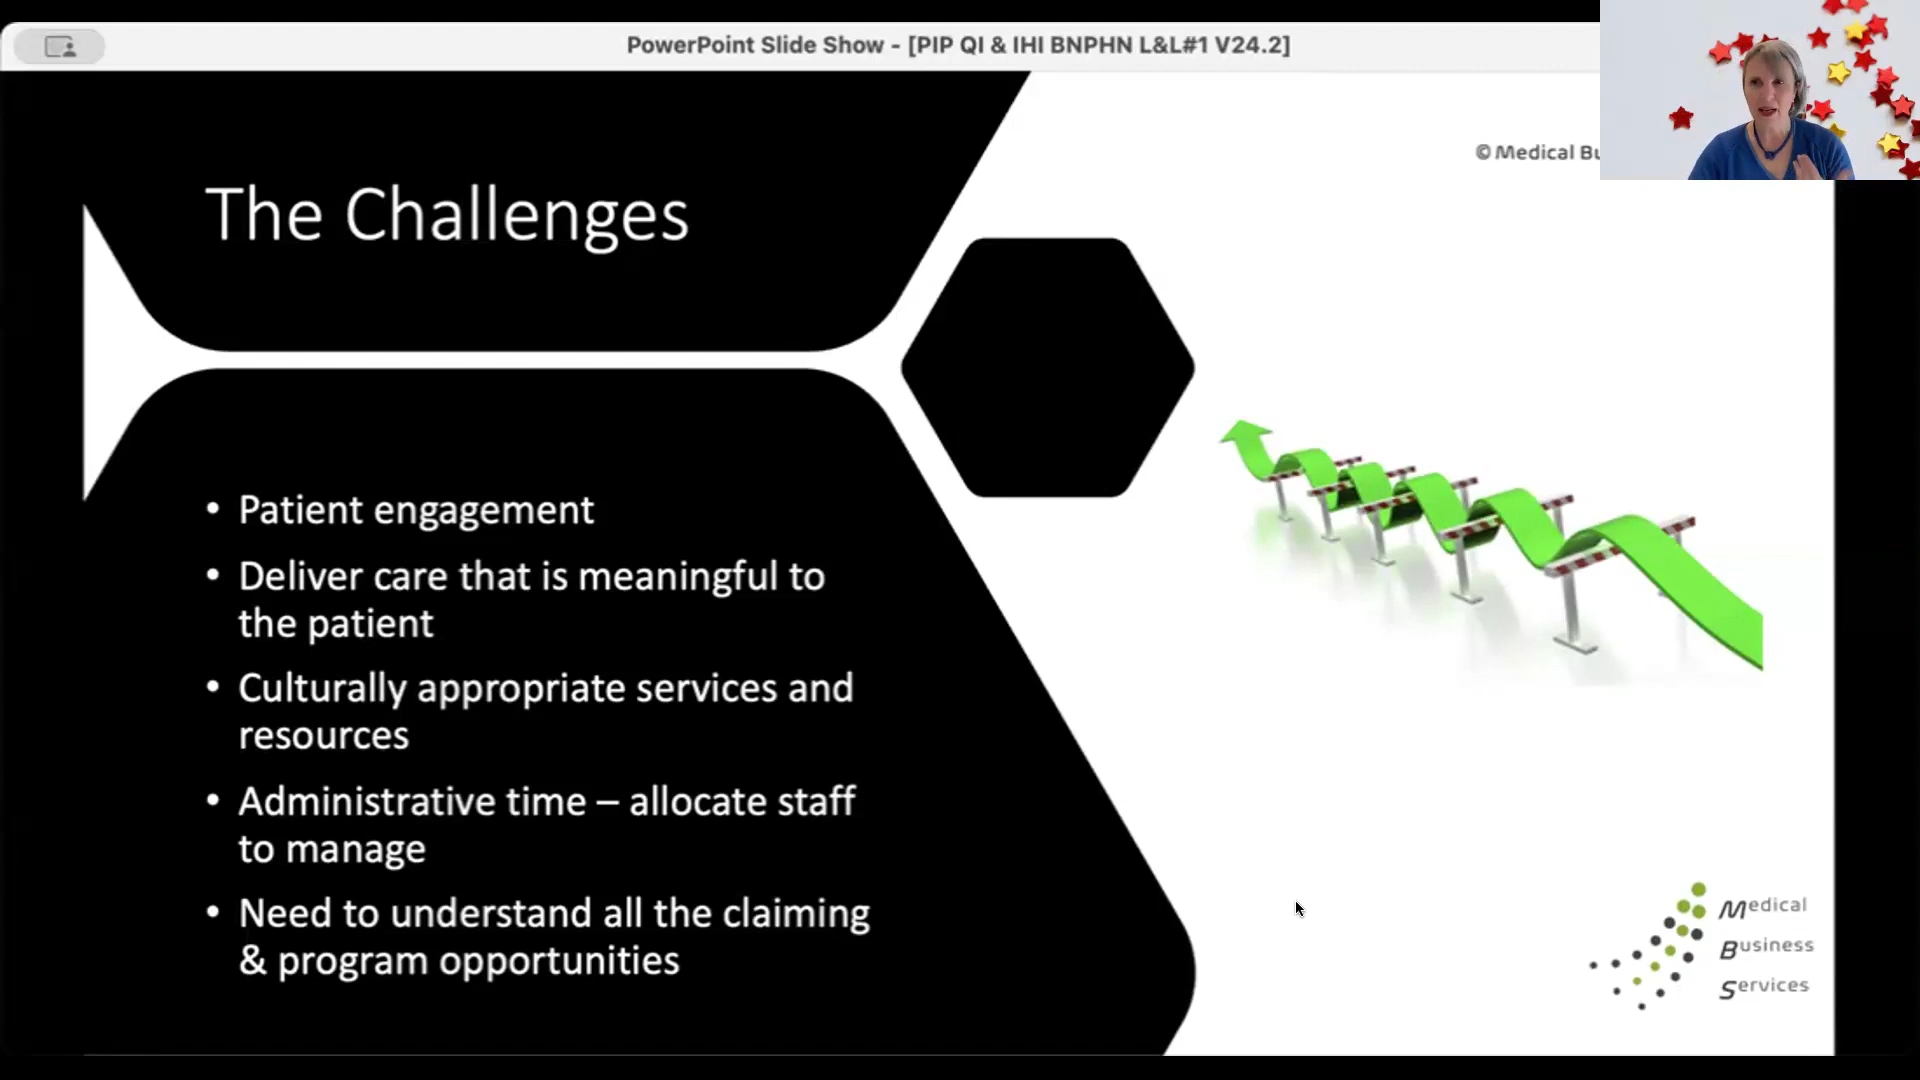 PowerPoint Slide Show - [PIP QI & IHI BNPHN L&L#1 V24.2]
© Medical
The Challenges
• Patient engagement
• Deliver care that is meaningful to
the patient
• Culturally appropriate services and
resources
• Administrative time – allocate staff
to manage
• Need to understand all the claiming
& program opportunities
Medical
Business
Services